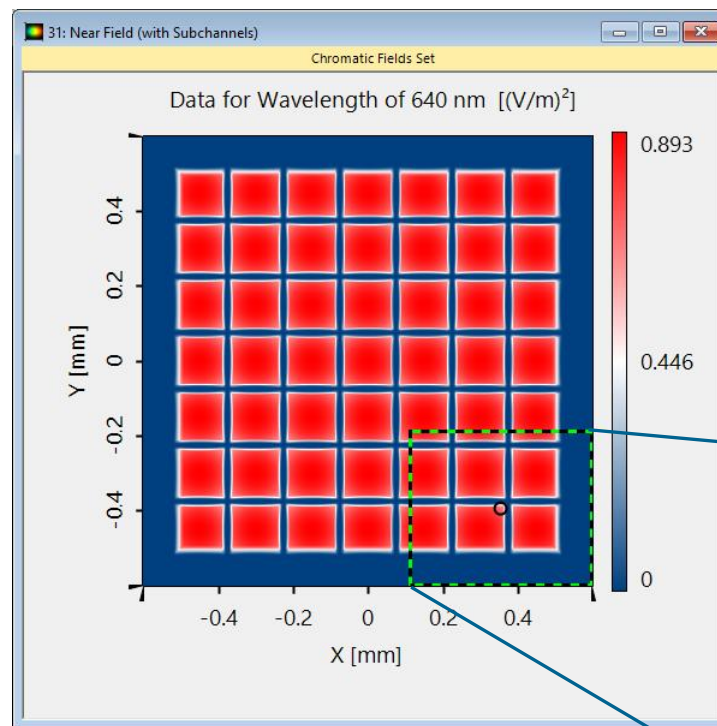 31: Near Field (with Subchannels)
Chromatic Fields Set
Data for Wavelength of 640 nm [(V/m)²]
0.893
0.446
0
Y [mm]
0.4
0.2
0
-0.2
-0.4
-0.4
-0.2
0
0.2
0.4
X [mm]